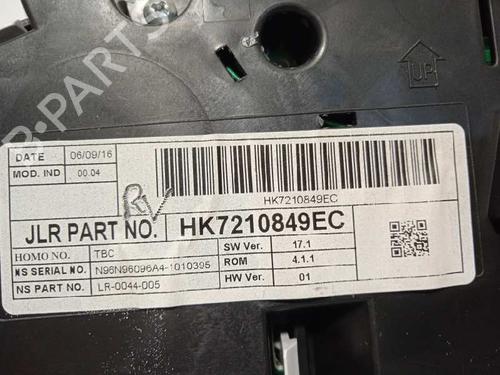 UP
DATE 06/09/16
MOD. IND 00.04
HK7210849EC
RV
JLR PART NO. HK7210849EC
HOMO NO. TBC
NS SERIAL NO. N96N96096A4-1010395
NS PART NO. LR-0044-005
SW Ver. 17.1
ROM 4.1.1
HW Ver. 01
B-PARTS